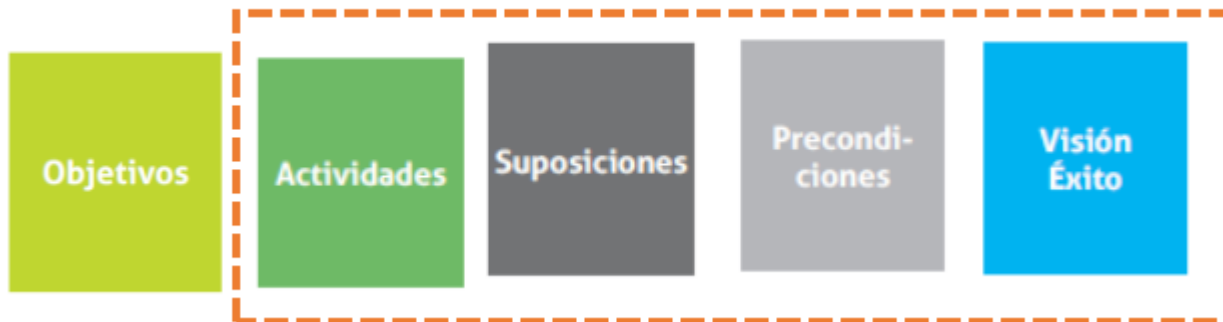 Objetivos
Actividades
Suposiciones
Precondi-
ciones
Visión
Éxito